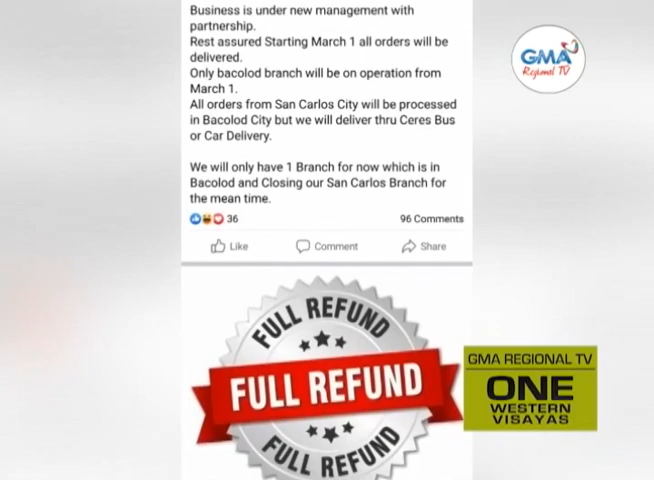 Business is under new management with
partnership.
Rest assured Starting March 1 all orders will be
delivered.
Only bacolod branch will be on operation from
March 1.
All orders from San Carlos City will be processed
in Bacolod City but we will deliver thru Ceres Bus
or Car Delivery.
We will only have 1 Branch for now which is in
Bacolod and Closing our San Carlos Branch for
the mean time.
36
96 Comments
Like
Comment
Share
FULL REFUND
FULL REFUND
FULL REFUND
GMA
Regional TV
GMA REGIONAL TV
ONE
WESTERN
VISAYAS